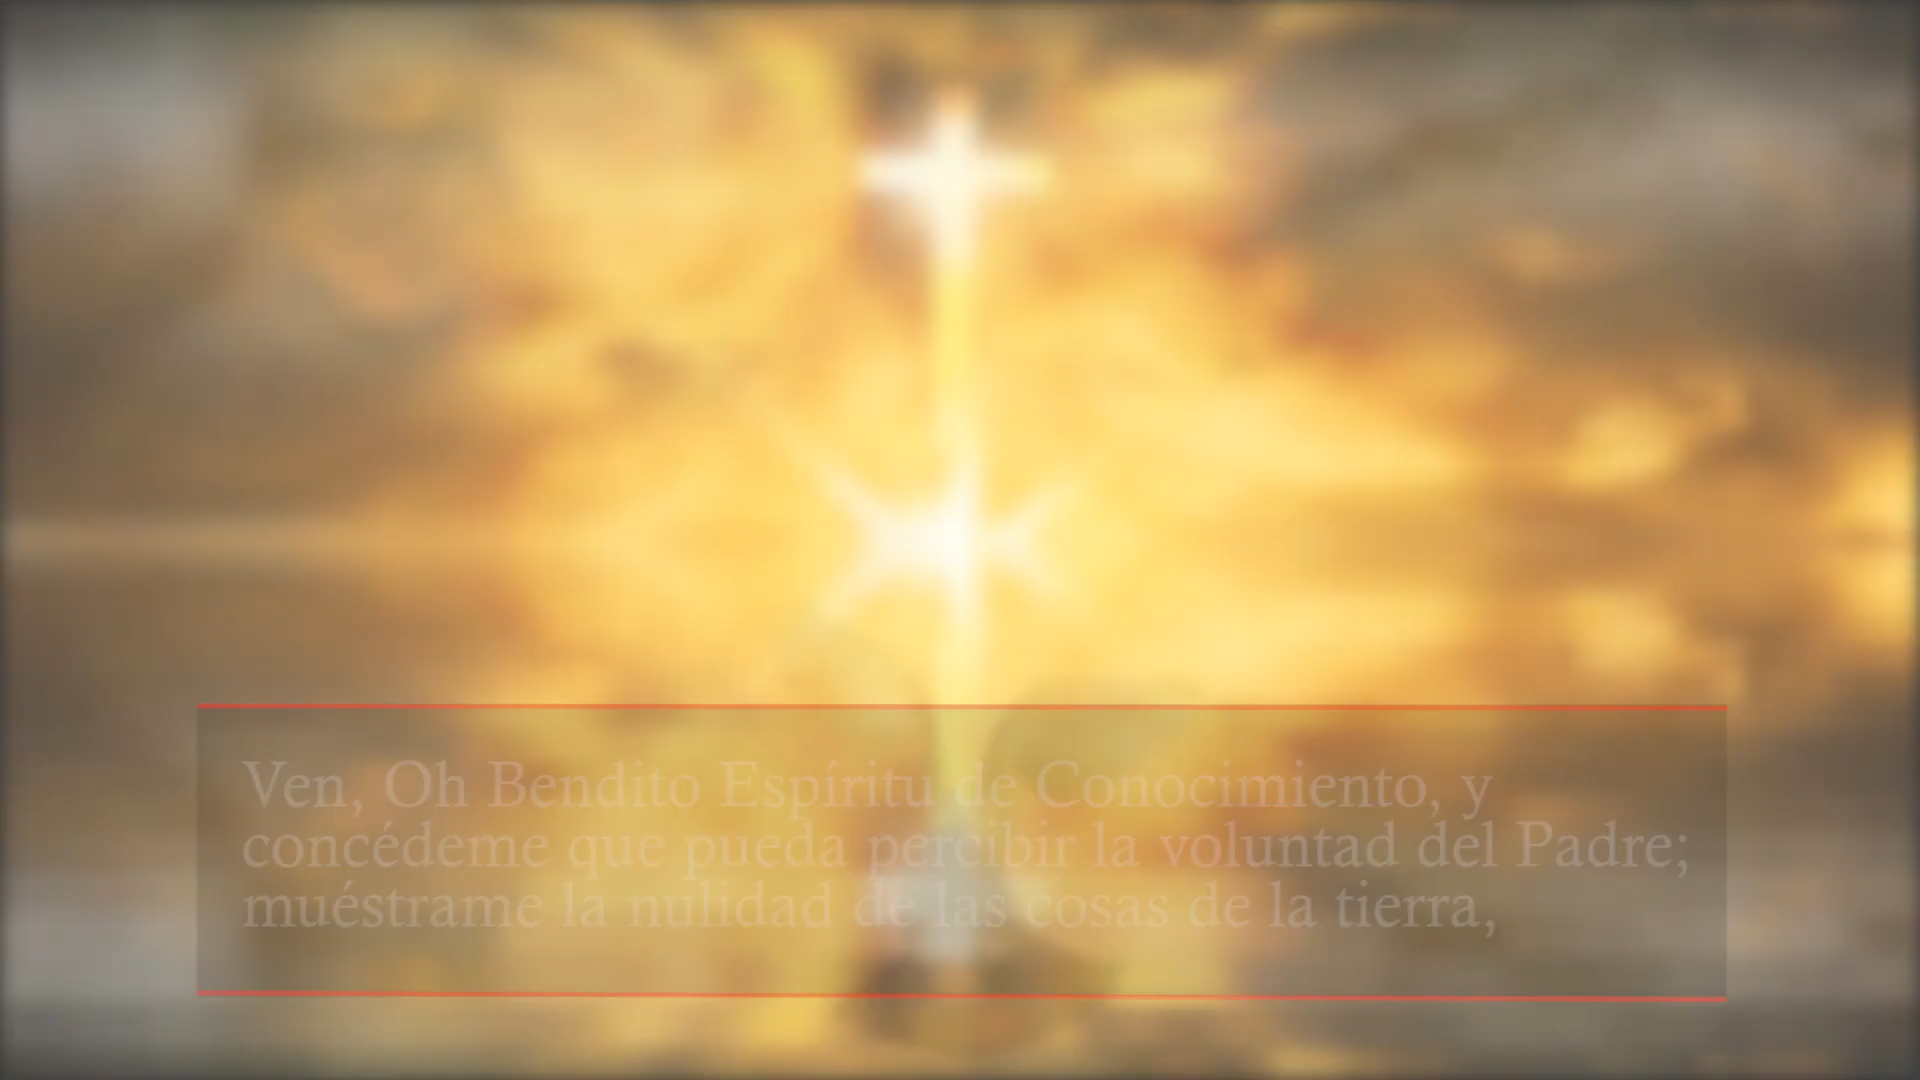 Ven, Oh Bendito Espíritu de Conocimiento, y
concédeme que pueda percibir la voluntad del Padre;
muéstrame la nulidad de las cosas de la tierra,